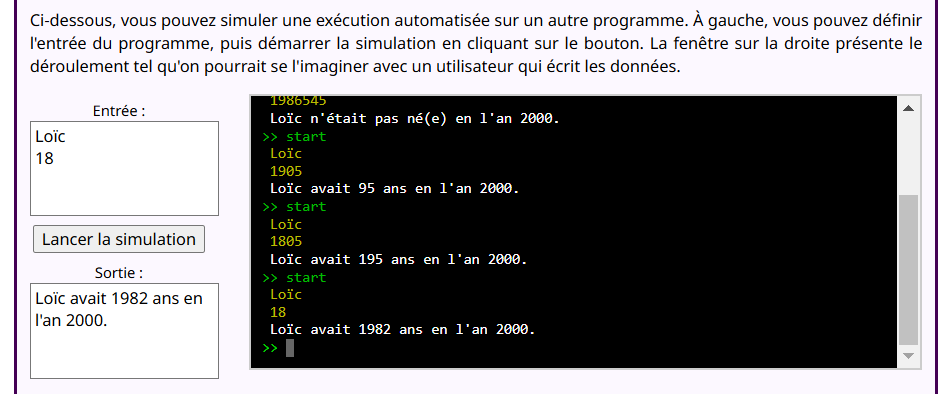 Ci-dessous, vous pouvez simuler une exécution automatisée sur un autre programme. À gauche, vous pouvez définir
l'entrée du programme, puis démarrer la simulation en cliquant sur le bouton. La fenêtre sur la droite présente le
déroulement tel qu'on pourrait se l'imaginer avec un utilisateur qui écrit les données.
Entrée :
Loïc
18
Lancer la simulation
Sortie :
Loïc avait 1982 ans en
l'an 2000.
1986545
Loïc n'était pas né(e) en l'an 2000.
>> start
Loïc
1905
Loïc avait 95 ans en l'an 2000.
>> start
Loïc
1805
Loïc avait 195 ans en l'an 2000.
>> start
Loïc
18
Loïc avait 1982 ans en l'an 2000.
>>